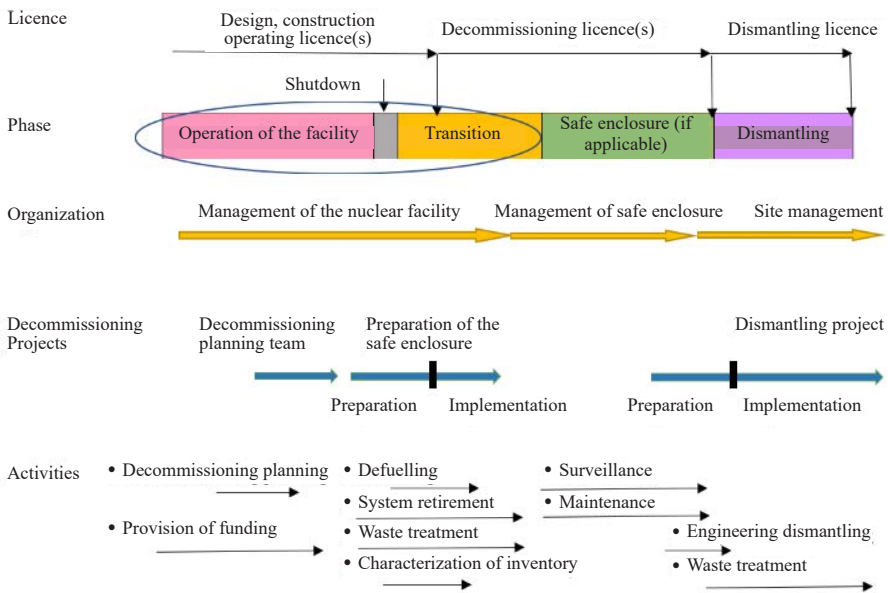 Licence
Design, construction
operating licence(s)
Decommissioning licence(s)
Dismantling licence
Shutdown
Phase
Operation of the facility
Transition
Safe enclosure (if
applicable)
Dismantling
Organization
Management of the nuclear facility
Management of safe enclosure
Site management
Decommissioning
Projects
Decommissioning
planning team
Preparation of the
safe enclosure
Dismantling project
Preparation
Implementation
Preparation
Implementation
Activities
• Decommissioning planning
• Provision of funding
• Defuelling
• System retirement
• Waste treatment
• Characterization of inventory
• Surveillance
• Maintenance
• Engineering dismantling
• Waste treatment